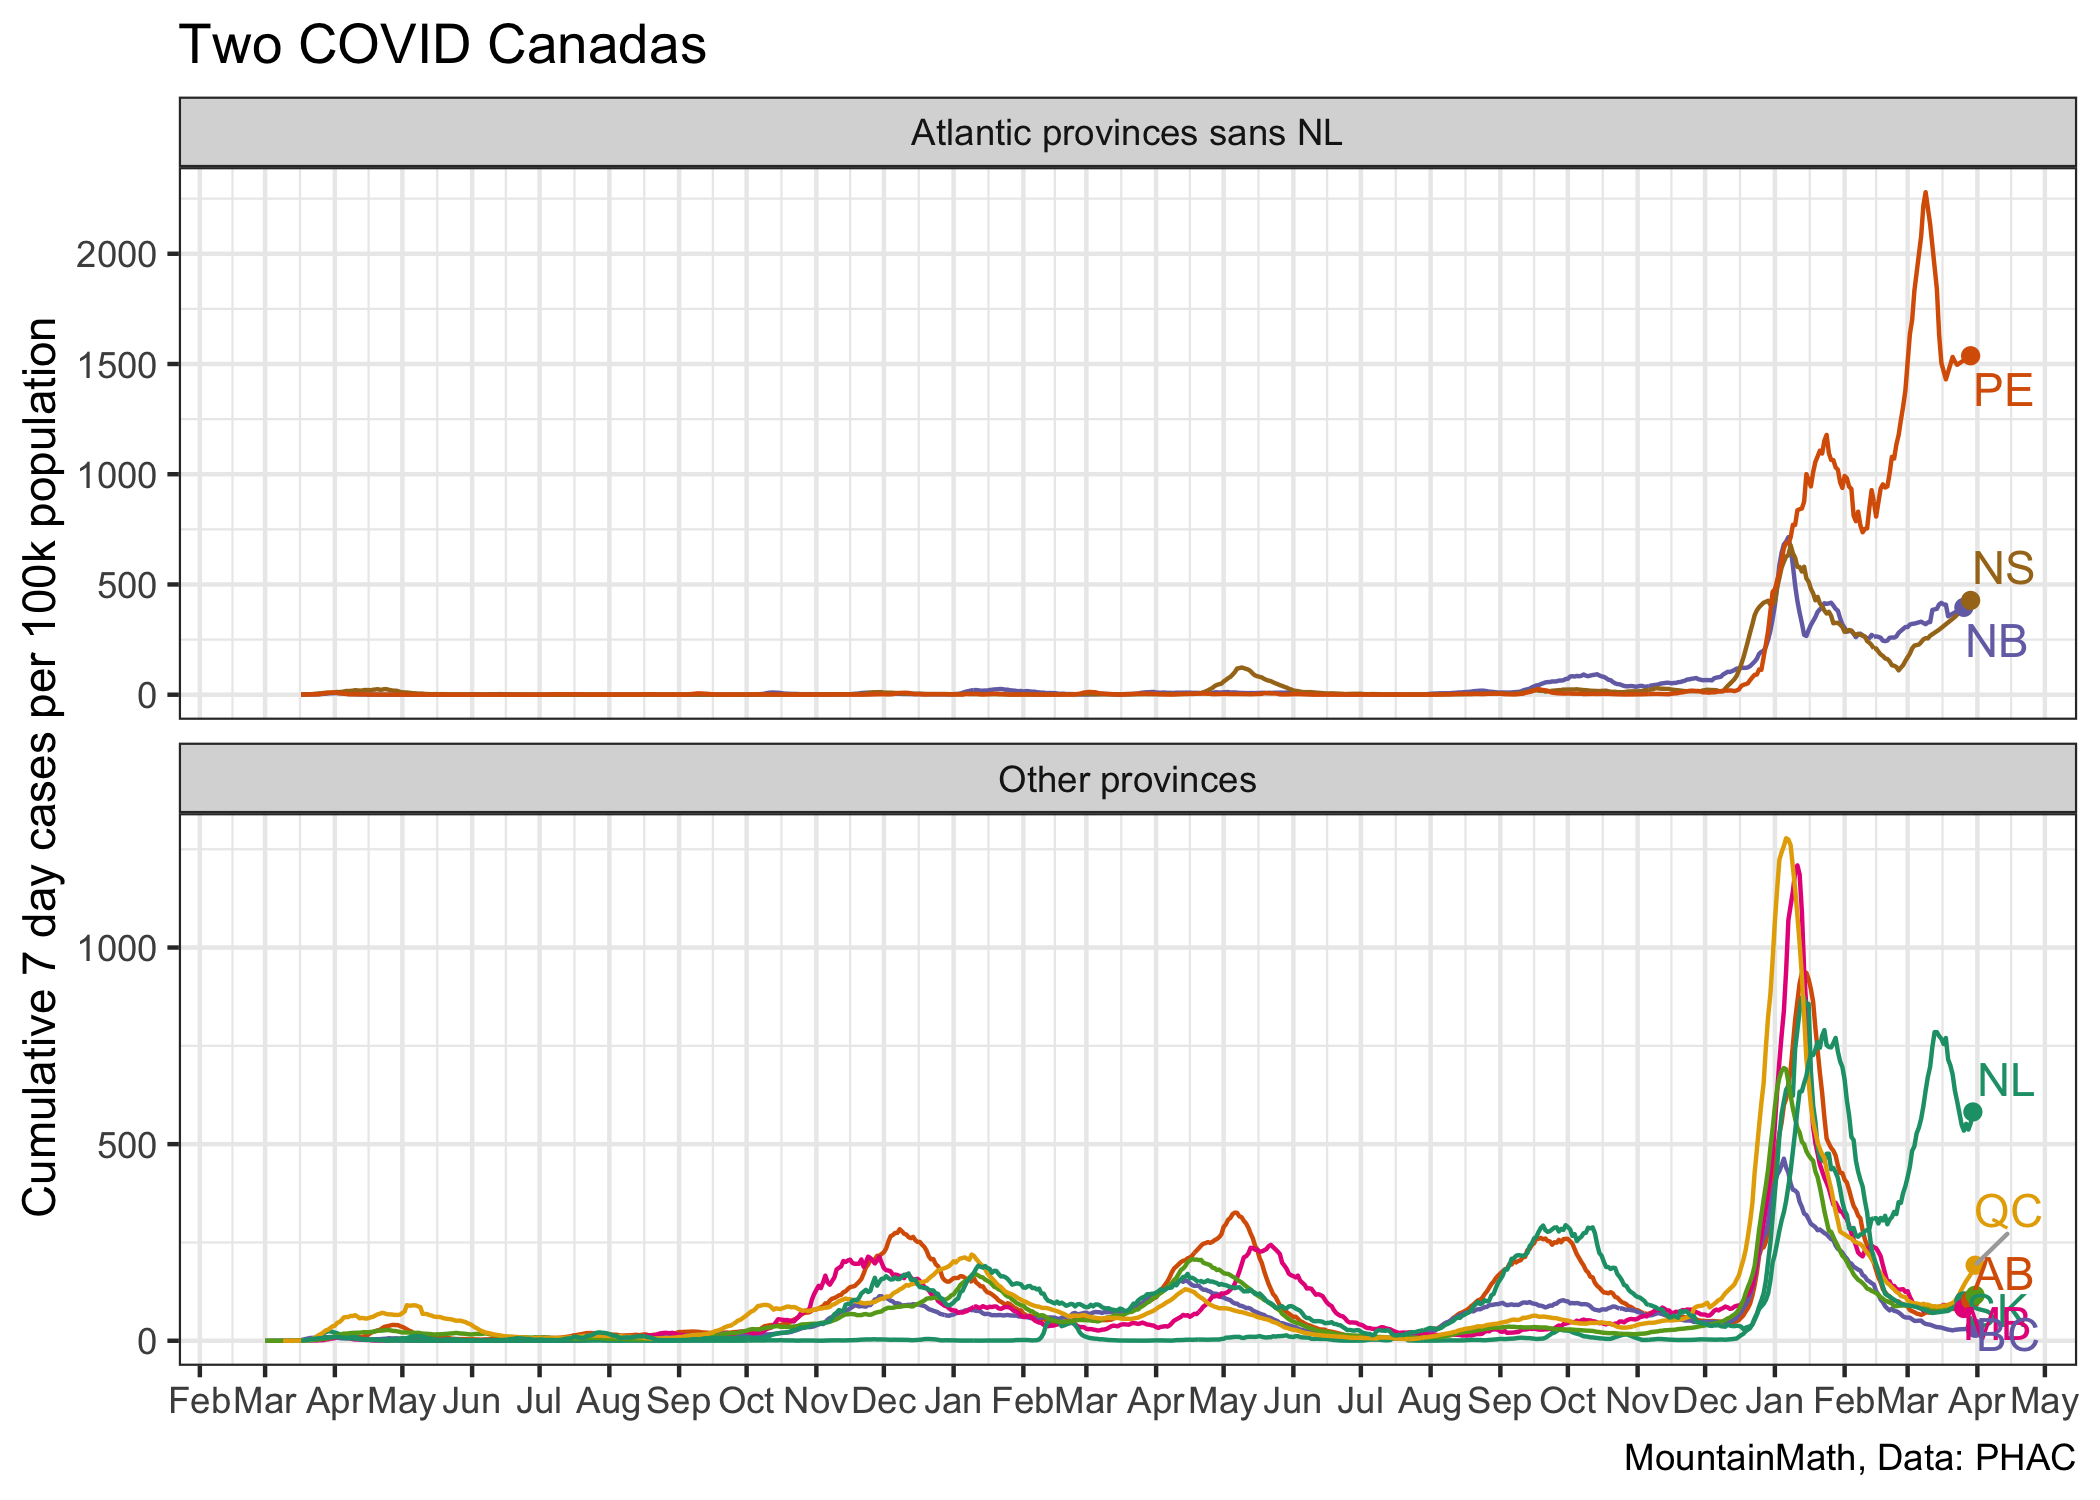 Two COVID Canadas
Atlantic provinces sans NL
Cumulative 7 day cases per 100k population
2000
1500
1000
500
0
PE
NS
NB
Other provinces
1000
500
0
NL
QC
AB
SK
MB
BC
Feb Mar Apr May Jun Jul Aug Sep Oct Nov Dec Jan Feb Mar Apr May Jun Jul Aug Sep Oct Nov Dec Jan Feb Mar Apr May
MountainMath, Data: PHAC